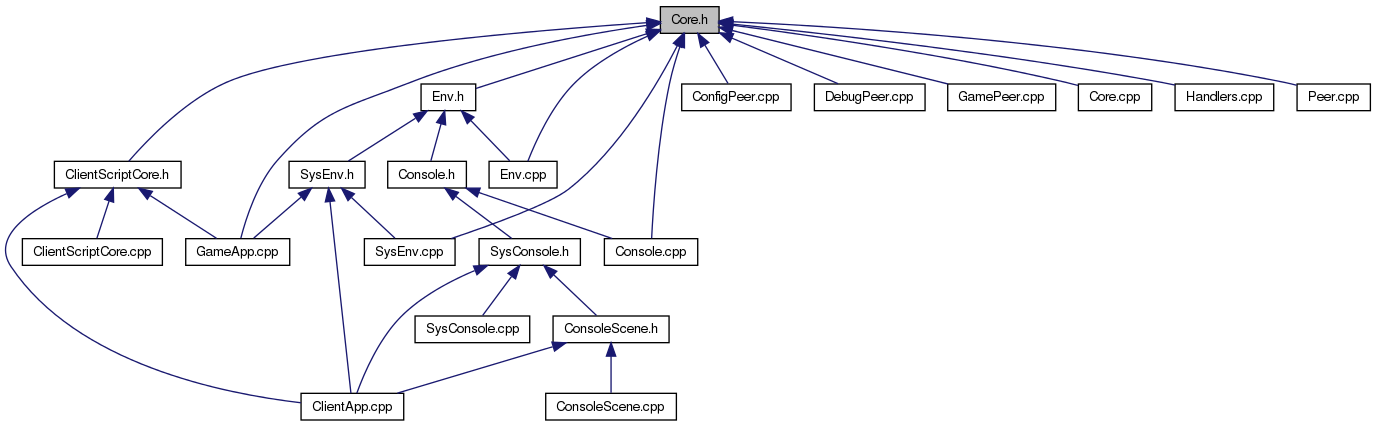 Core.h
Env.h
ConfigPeer.cpp
DebugPeer.cpp
GamePeer.cpp
Core.cpp
Handlers.cpp
Peer.cpp
ClientScriptCore.h
SysEnv.h
Console.h
Env.cpp
ClientScriptCore.cpp
GameApp.cpp
SysEnv.cpp
SysConsole.h
Console.cpp
SysConsole.cpp
ConsoleScene.h
ClientApp.cpp
ConsoleScene.cpp